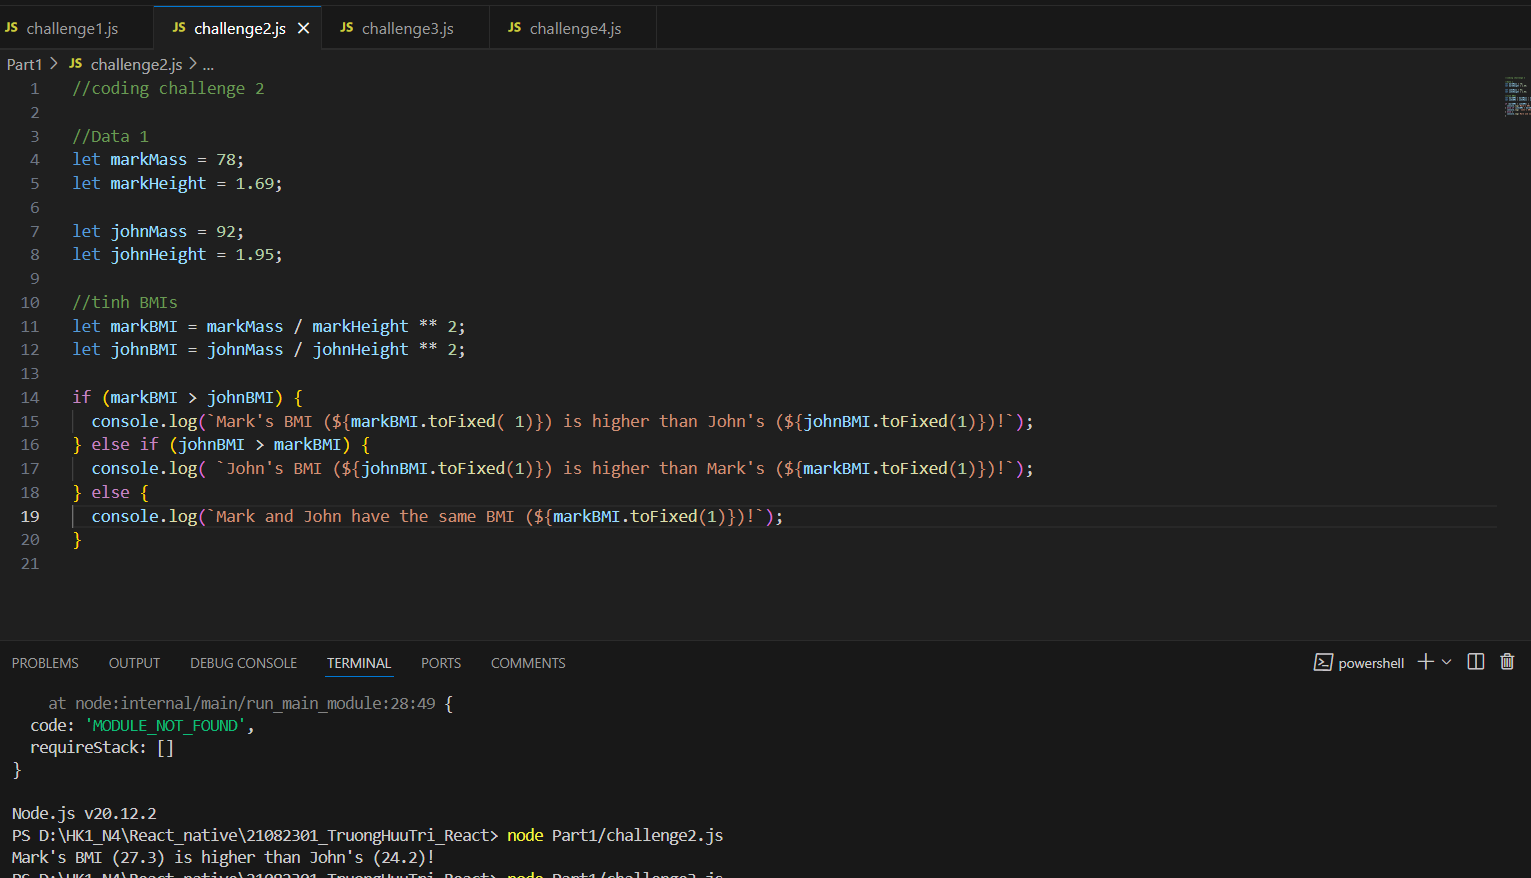 JS challenge1.js JS challenge2.js JS challenge3.js JS challenge4.js
Part1 > JS challenge2.js > ...
1 //coding challenge 2
2
3 //Data 1
4 let markMass = 78;
5 let markHeight = 1.69;
6
7 let johnMass = 92;
8 let johnHeight = 1.95;
9
10 //tinh BMIs
11 let markBMI = markMass / markHeight ** 2;
12 let johnBMI = johnMass / johnHeight ** 2;
13
14 if (markBMI > johnBMI) {
15 console.log(`Mark's BMI (${markBMI.toFixed( 1)}) is higher than John's (${johnBMI.toFixed(1)})!`);
16 } else if (johnBMI > markBMI) {
17 console.log( `John's BMI (${johnBMI.toFixed(1)}) is higher than Mark's (${markBMI.toFixed(1)})!`);
18 } else {
19 console.log(`Mark and John have the same BMI (${markBMI.toFixed(1)})!`);
20 }
21
PROBLEMS OUTPUT DEBUG CONSOLE TERMINAL PORTS COMMENTS powershell
at node:internal/main/run_main_module:28:49 {
code: 'MODULE_NOT_FOUND',
requireStack: []
}
Node.js v20.12.2
PS D:\HK1_N4\React_native\21082301_TruongHuuTri_React> node Part1/challenge2.js
Mark's BMI (27.3) is higher than John's (24.2)!
PS D:\HK1_N4\React_native\21082301_TruongHuuTri_React> node Part1/challenge3.js